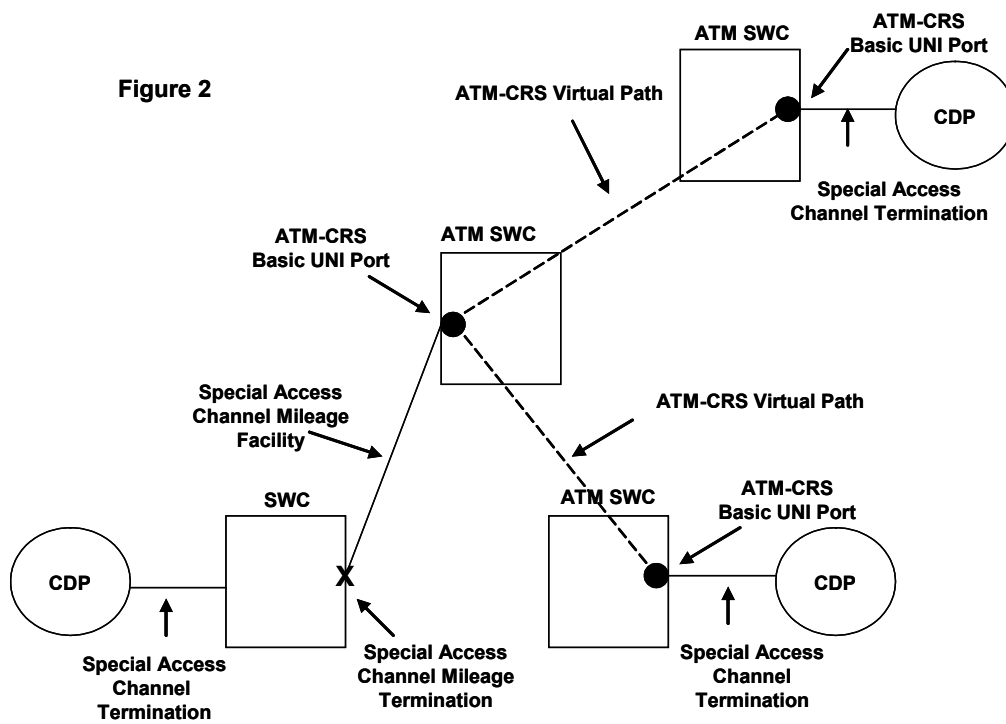 ATM-CRS
Basic UNI Port
ATM SWC
Figure 2
ATM-CRS Virtual Path
CDP
Special Access
Channel Termination
ATM-CRS
Basic UNI Port
ATM SWC
Special Access
Channel Mileage
Facility
ATM-CRS Virtual Path
SWC
ATM SWC
ATM-CRS
Basic UNI Port
CDP
X
CDP
Special Access
Channel
Termination
Special Access
Channel Mileage
Termination
Special Access
Channel
Termination